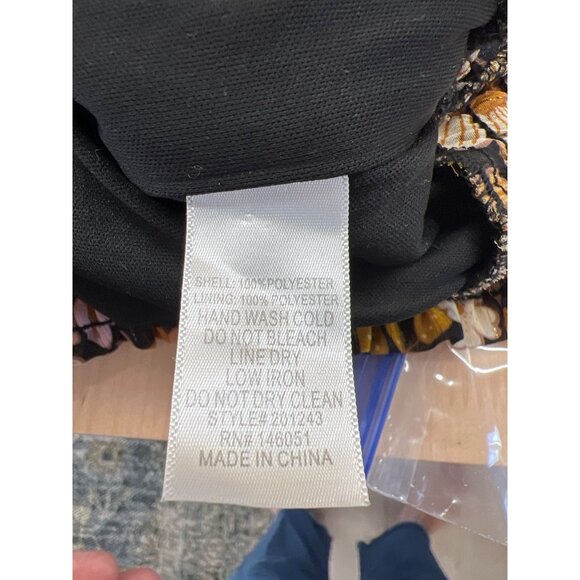 SHELL: 100% POLYESTER
LINING: 100% POLYESTER
HAND WASH COLD
DO NOT BLEACH
LINE DRY
LOW IRON
DO NOT DRY CLEAN
STYLE# 201243
RN# 146051
MADE IN CHINA